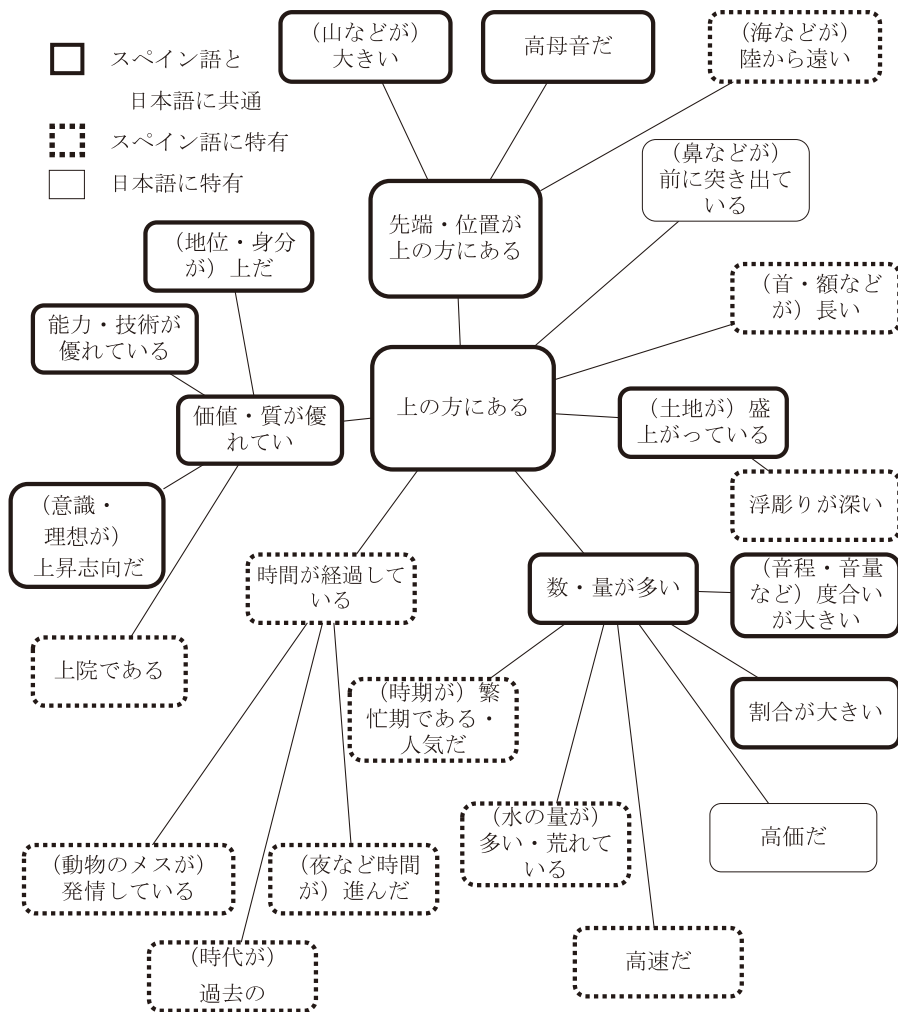 スペイン語と
日本語に共通
スペイン語に特有
日本語に特有
（山などが）
大きい
高母音だ
（海などが）
陸から遠い
（鼻などが）
前に突き出て
いる
先端・位置が
上の方にある
（地位・身分
が）上だ
（首・額など
が）長い
能力・技術が
優れている
価値・質が優
れてい
上の方にある
（土地が）盛
上がっている
浮彫りが深い
（意識・
理想が）
上昇志向だ
時間が経過して
いる
数・量が多い
（音程・音量
など）度合い
が大きい
上院である
（時期が）繁
忙期である・
人気だ
割合が大きい
（水の量が）
多い・荒れて
いる
高価だ
（動物のメスが）
発情している
（夜など時間
が）進んだ
（時代が）
過去の
高速だ